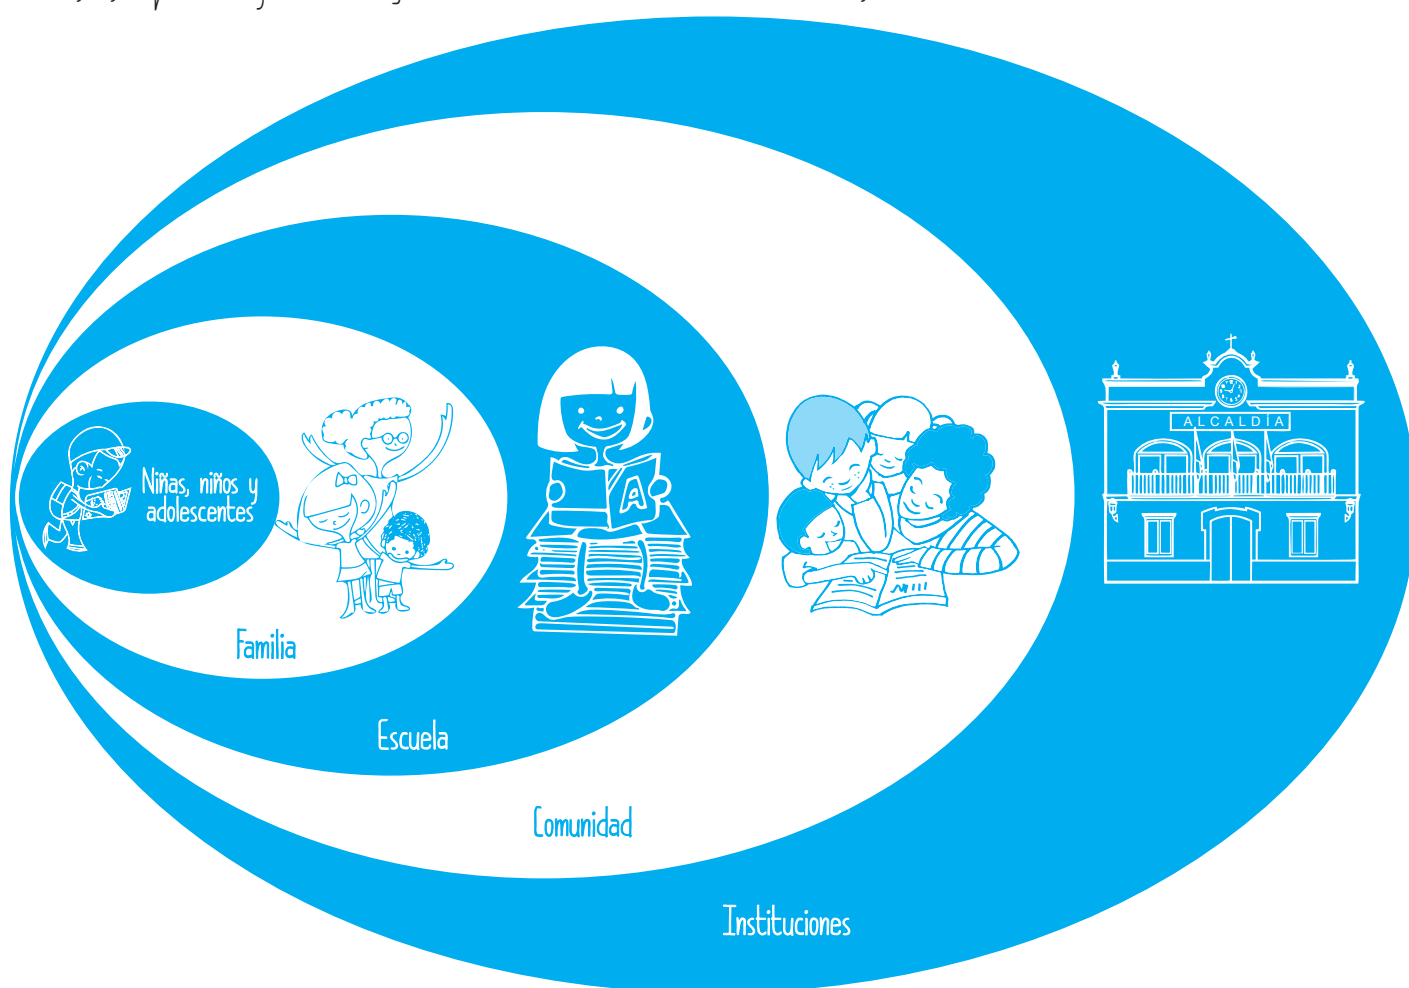 Niñas, niños y
adolescentes
Familia
Escuela
Comunidad
Instituciones
ALCALDÍA
A